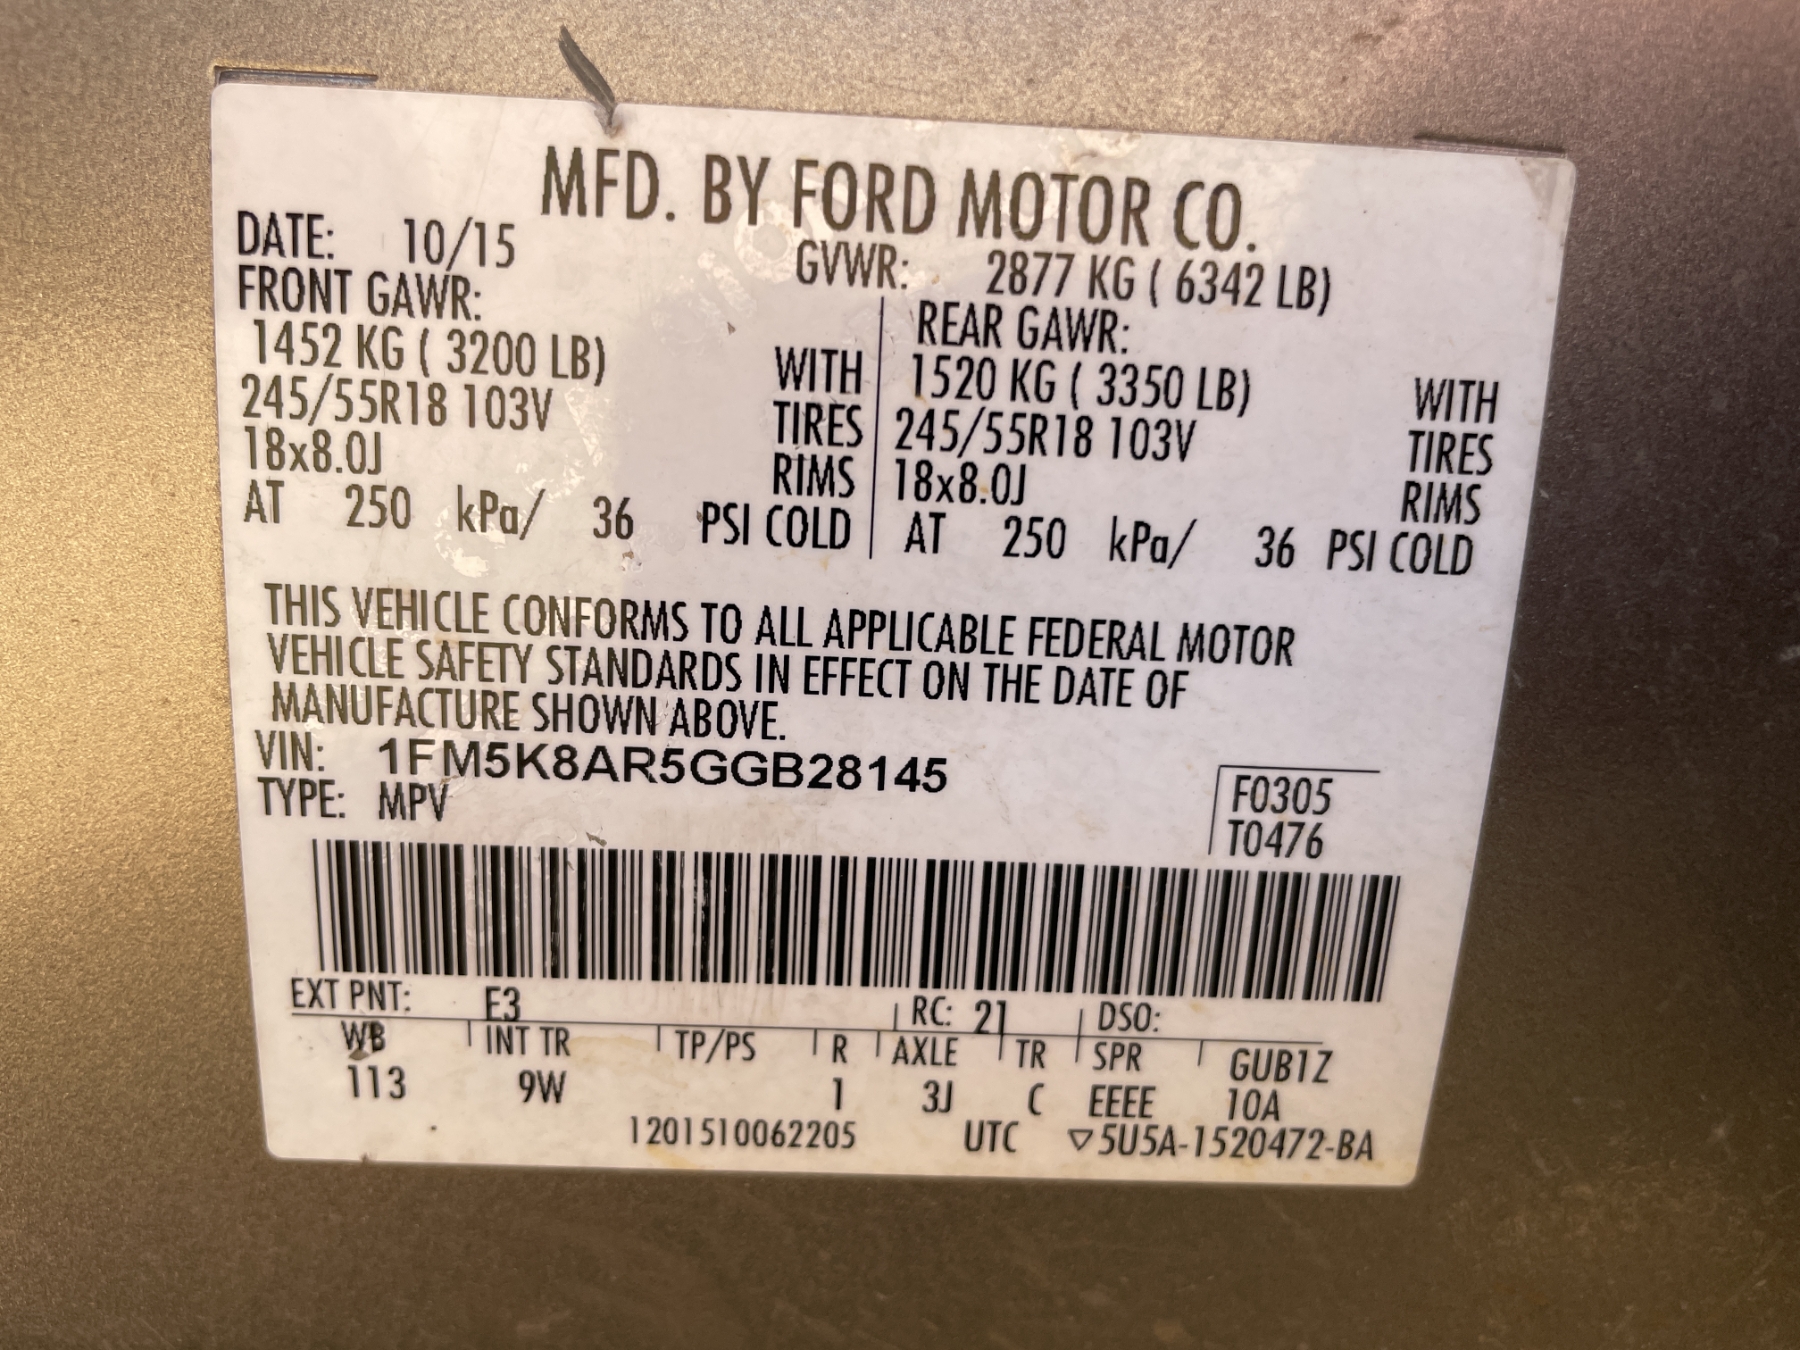 MFD. BY FORD MOTOR CO.
DATE: 10/15 GVWR: 2877 KG ( 6342 LB)
FRONT GAWR: REAR GAWR:
1452 KG ( 3200 LB) WITH 1520 KG ( 3350 LB) WITH
245/55R18 103V TIRES 245/55R18 103V TIRES
18x8.0J RIMS 18x8.0J RIMS
AT 250 kPa/ 36 PSI COLD AT 250 kPa/ 36 PSI COLD
THIS VEHICLE CONFORMS TO ALL APPLICABLE FEDERAL MOTOR
VEHICLE SAFETY STANDARDS IN EFFECT ON THE DATE OF
MANUFACTURE SHOWN ABOVE.
VIN: 1FM5K8AR5GGB28145
TYPE: MPV
F0305
T0476
EXT PNT: E3 RC: 21 DSO:
WB INT TR TP/PS R AXLE TR SPR GUB1Z
113 9W 1 3J C EEEE 10A
1201510062205 UTC ▽5U5A-1520472-BA